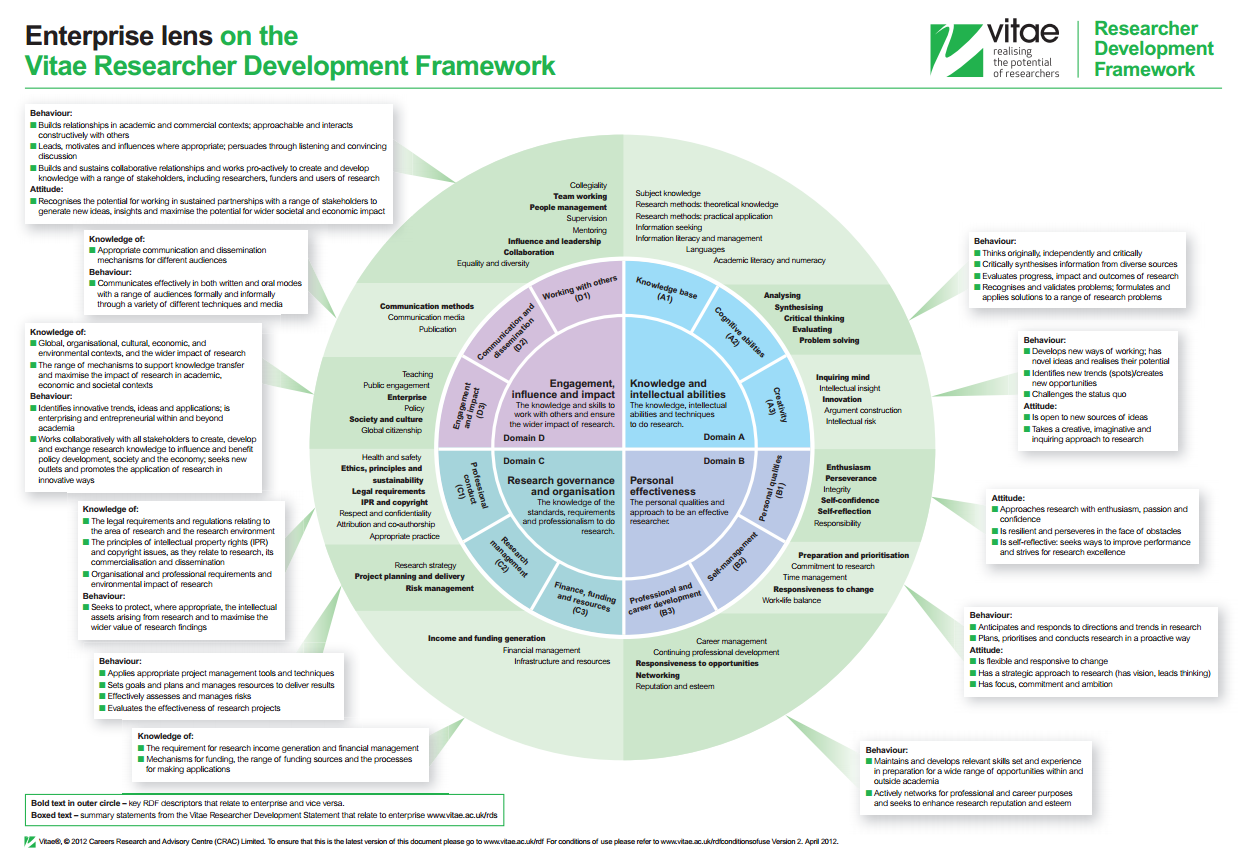 Enterprise lens on the
Vitae Researcher Development Framework
vitae
realising
the potential
of researchers
Researcher
Development
Framework
Behaviour:
Builds relationships in academic and commercial contexts; approachable and interacts
constructively with others
Leads, motivates and influences where appropriate; persuades through listening and convincing
discussion
Builds and sustains collaborative relationships and works pro-actively to create and develop
knowledge with a range of stakeholders, including researchers, funders and users of research
Attitude:
Recognises the potential for working in sustained partnerships with a range of stakeholders to
generate new ideas, insights and maximise the potential for wider societal and economic impact
Knowledge of:
Appropriate communication and dissemination
mechanisms for different audiences
Behaviour:
Communicates effectively in both written and oral modes
with a range of audiences formally and informally
through a variety of different techniques and media
Knowledge of:
Global, organisational, cultural, economic, and
environmental contexts, and the wider impact of research
The range of mechanisms to support knowledge transfer
and maximise the impact of research in academic,
economic and societal contexts
Behaviour:
Identifies innovative trends, ideas and applications; is
enterprising and entrepreneurial within and beyond
academia
Works collaboratively with all stakeholders to create, develop
and exchange research knowledge to influence and benefit
policy development, society and the economy; seeks new
outlets and promotes the application of research in
innovative ways
Knowledge of:
The legal requirements and regulations relating to
the area of research and the research environment
The principles of intellectual property rights (IPR)
and copyright issues, as they relate to research, its
commercialisation and dissemination
Organisational and professional requirements and
environmental impact of research
Behaviour:
Seeks to protect, where appropriate, the intellectual
assets arising from research and to maximise the
wider value of research findings
Behaviour:
Applies appropriate project management tools and techniques
Sets goals and plans and manages resources to deliver results
Effectively assesses and manages risks
Evaluates the effectiveness of research projects
Knowledge of:
The requirement for research income generation and financial management
Mechanisms for funding, the range of funding sources and the processes
for making applications
Collegiality
Team working
People management
Supervision
Mentoring
Influence and leadership
Collaboration
Equality and diversity
Communication methods
Communication media
Publication
Teaching
Public engagement
Enterprise
Policy
Society and culture
Global citizenship
Health and safety
Ethics, principles and
sustainability
Legal requirements
IPR and copyright
Respect and confidentiality
Attribution and co-authorship
Appropriate practice
Research strategy
Project planning and delivery
Risk management
Income and funding generation
Financial management
Infrastructure and resources
Subject knowledge
Research methods: theoretical knowledge
Research methods: practical application
Information seeking
Information literacy and management
Languages
Academic literacy and numeracy
Analysing
Synthesising
Critical thinking
Evaluating
Problem solving
Inquiring mind
Intellectual insight
Innovation
Argument construction
Intellectual risk
Enthusiasm
Perseverance
Integrity
Self-confidence
Self-reflection
Responsibility
Preparation and prioritisation
Commitment to research
Time management
Responsiveness to change
Work-life balance
Career management
Continuing professional development
Responsiveness to opportunities
Networking
Reputation and esteem
Working with others
(D1)
Communication and
dissemination
(D2)
Engagement
and impact
(D3)
Knowledge base
(A1)
Cognitive abilities
(A2)
Creativity
(A3)
Professional
conduct
(C1)
Research
management
(C2)
Finance, funding
and resources
(C3)
Personal qualities
(B1)
Self-management
(B2)
Professional and
career development
(B3)
Engagement,
influence and impact
The knowledge and skills to
work with others and ensure
the wider impact of research.
Domain D
Knowledge and
intellectual abilities
The knowledge, intellectual
abilities and techniques
to do research.
Domain A
Domain C
Research governance
and organisation
The knowledge of the
standards, requirements
and professionalism to do
research.
Domain B
Personal
effectiveness
The personal qualities and
approach to be an effective
researcher.
Behaviour:
Thinks originally, independently and critically
Critically synthesises information from diverse sources
Evaluates progress, impact and outcomes of research
Recognises and validates problems; formulates and
applies solutions to a range of research problems
Behaviour:
Develops new ways of working; has
novel ideas and realises their potential
Identifies new trends (spots)/creates
new opportunities
Challenges the status quo
Attitude:
Is open to new sources of ideas
Takes a creative, imaginative and
inquiring approach to research
Attitude:
Approaches research with enthusiasm, passion and
confidence
Is resilient and perseveres in the face of obstacles
Is self-reflective: seeks ways to improve performance
and strives for research excellence
Behaviour:
Anticipates and responds to directions and trends in research
Plans, prioritises and conducts research in a proactive way
Attitude:
Is flexible and responsive to change
Has a strategic approach to research (has vision, leads thinking)
Has focus, commitment and ambition
Behaviour:
Maintains and develops relevant skills set and experience
in preparation for a wide range of opportunities within and
outside academia
Actively networks for professional and career purposes
and seeks to enhance research reputation and esteem
Bold text in outer circle – key RDF descriptors that relate to enterprise and vice versa.
Boxed text – summary statements from the Vitae Researcher Development Statement that relate to enterprise www.vitae.ac.uk/rds
Vitae®, © 2012 Careers Research and Advisory Centre (CRAC) Limited. To ensure that this is the latest version of this document please go to www.vitae.ac.uk/rdf For conditions of use please refer to www.vitae.ac.uk/rdfconditionsofuse Version 2. April 2012.